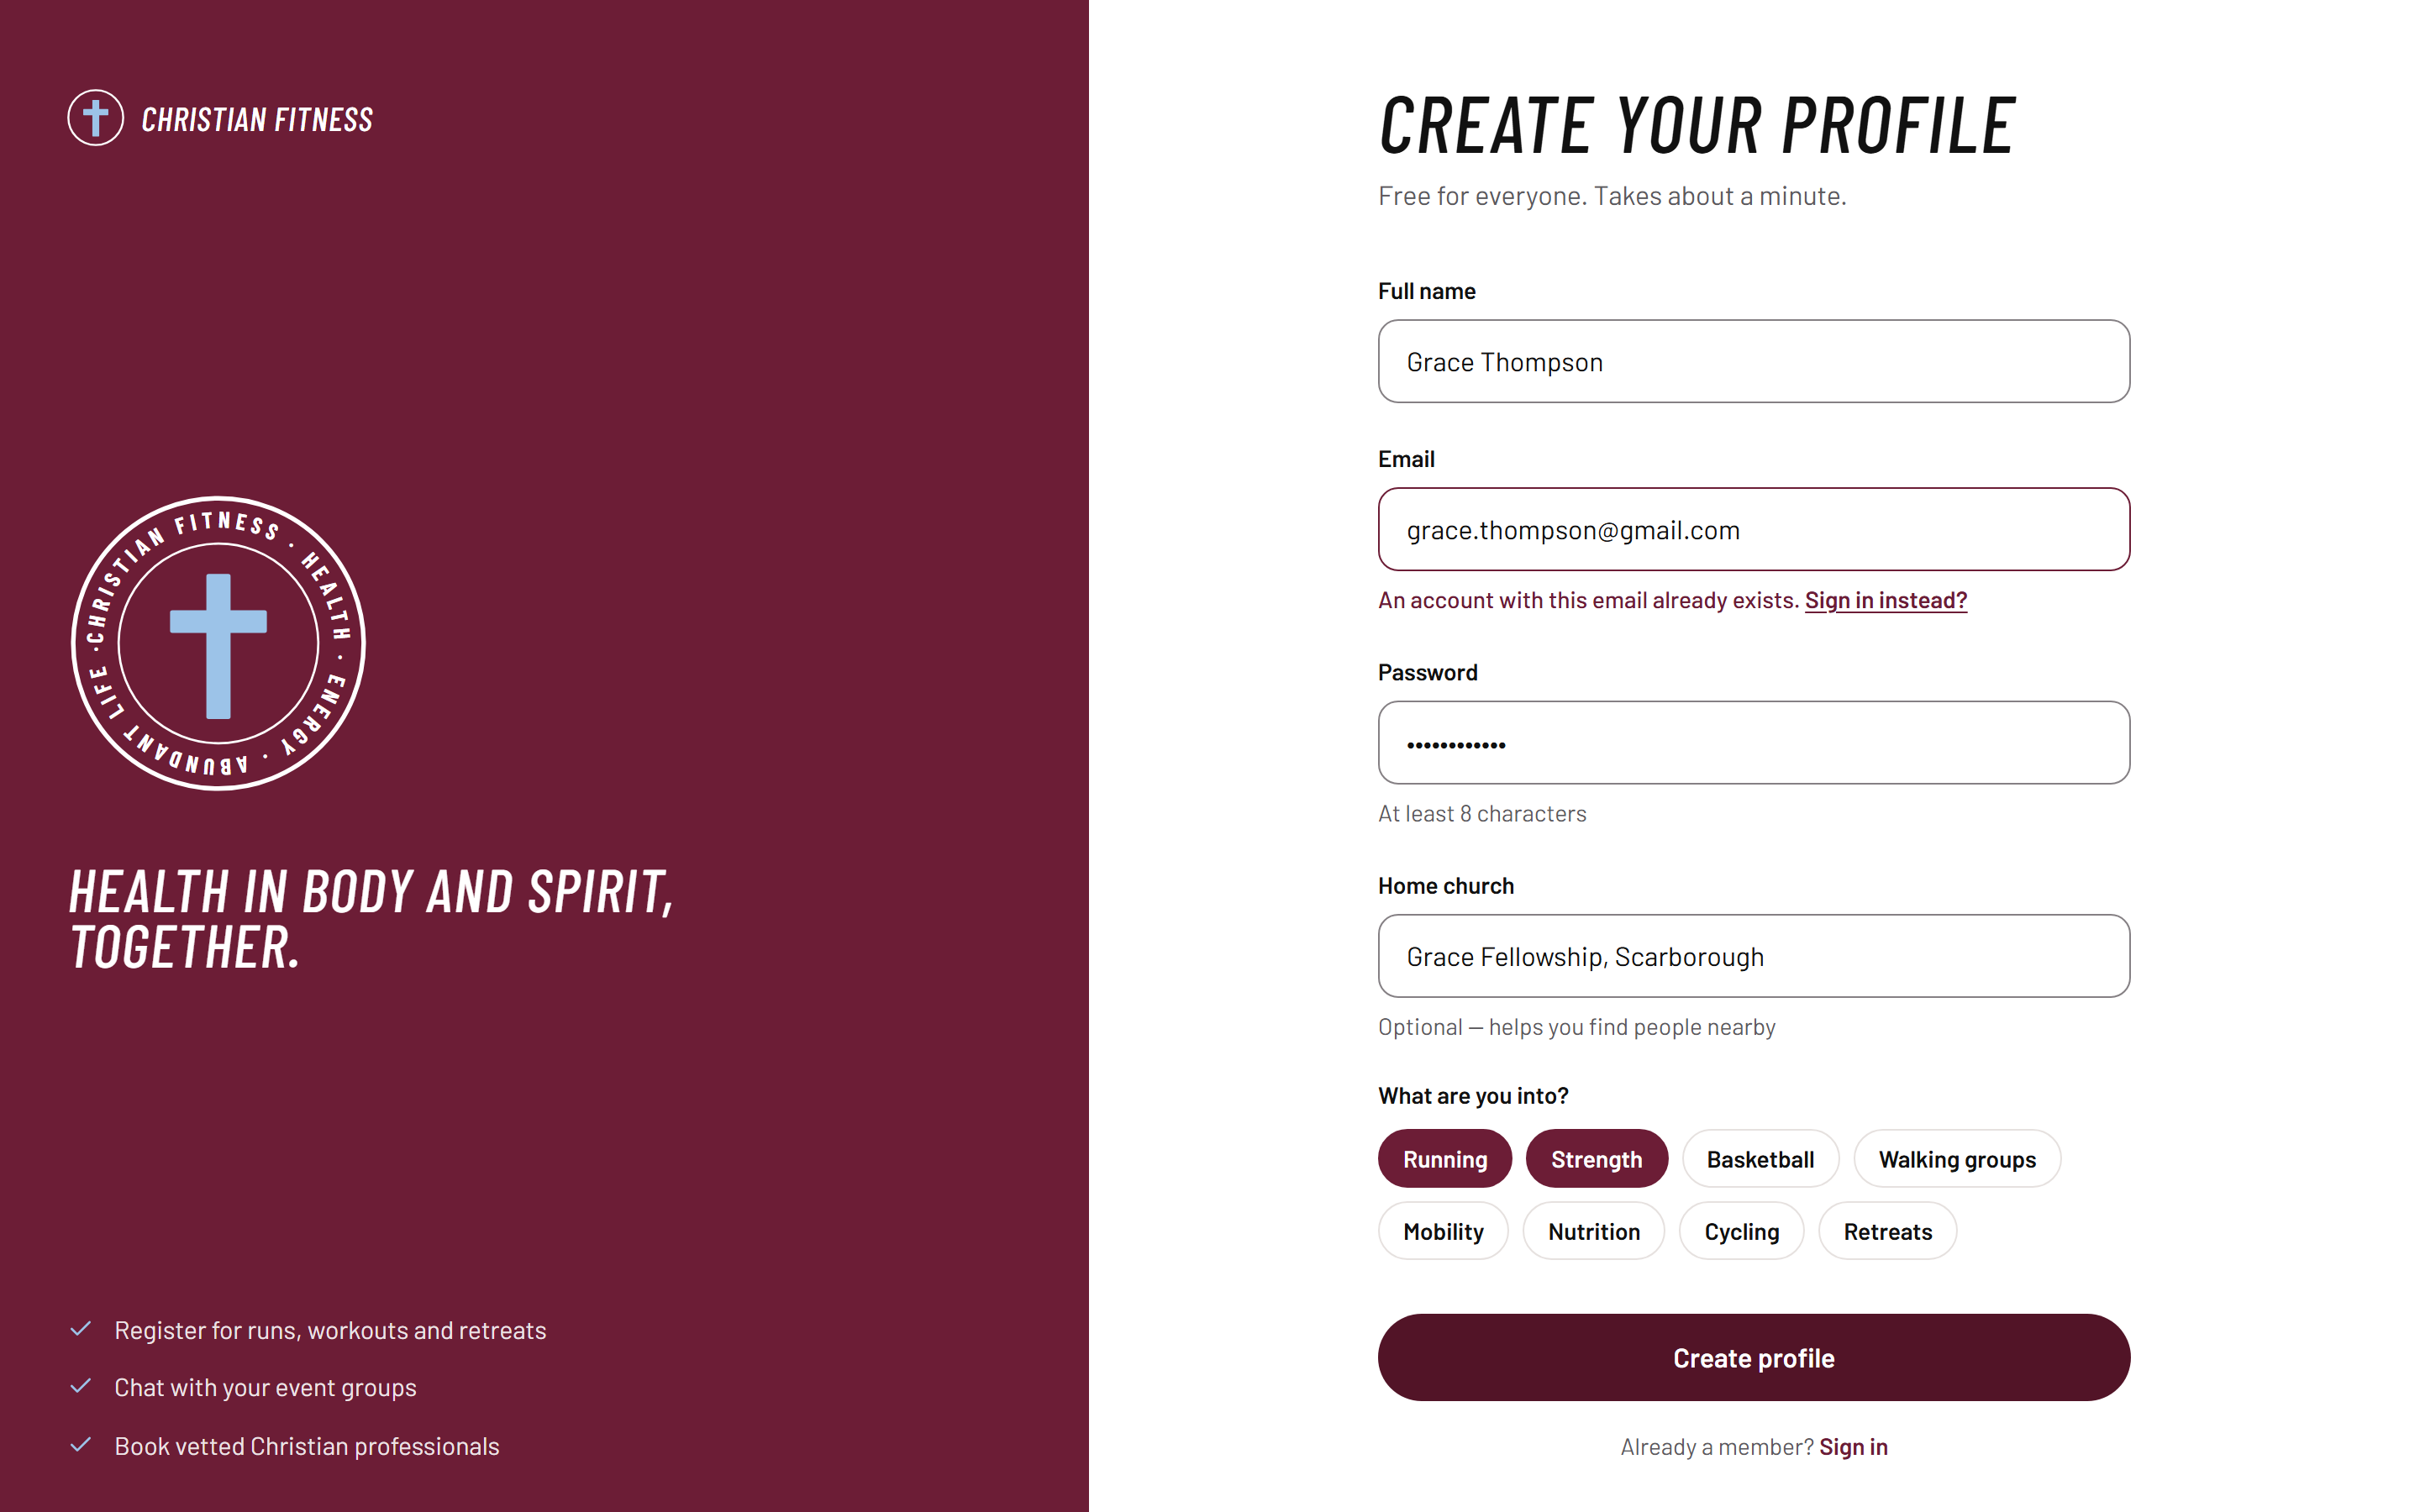 CHRISTIAN FITNESS
CHRISTIAN FITNESS · HEALTH · ENERGY · ABUNDANT LIFE ·
HEALTH IN BODY AND SPIRIT,
TOGETHER.
Register for runs, workouts and retreats
Chat with your event groups
Book vetted Christian professionals
CREATE YOUR PROFILE
Free for everyone. Takes about a minute.
Full name
Grace Thompson
Email
grace.thompson@gmail.com
An account with this email already exists. Sign in instead?
Password
••••••••••••
At least 8 characters
Home church
Grace Fellowship, Scarborough
Optional — helps you find people nearby
What are you into?
Running Strength Basketball Walking groups
Mobility Nutrition Cycling Retreats
Create profile
Already a member? Sign in